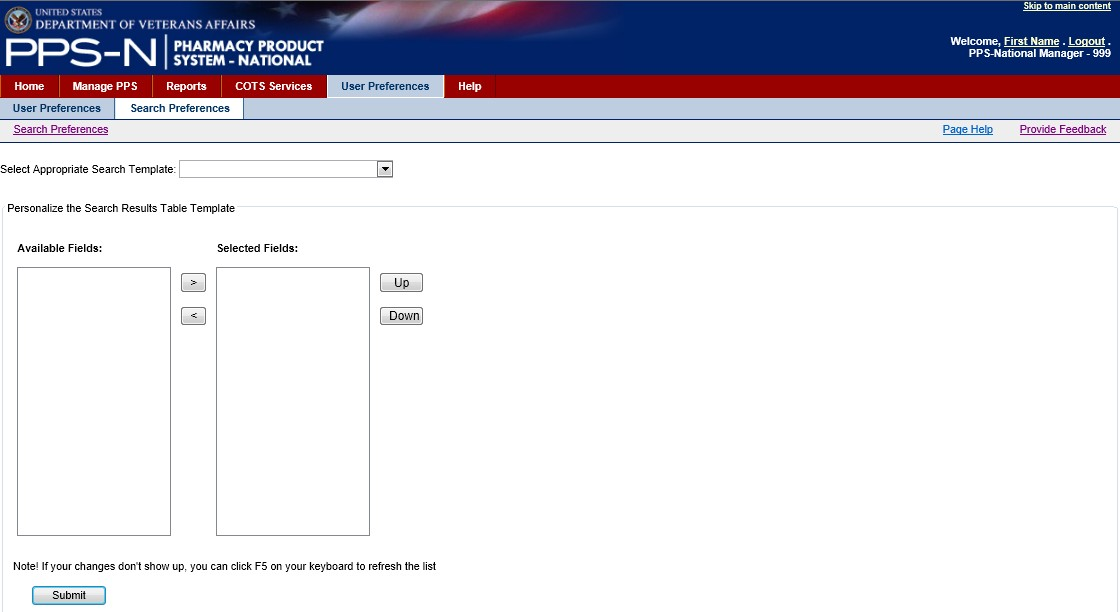 Skip to main content
UNITED STATES
DEPARTMENT OF VETERANS AFFAIRS
PPS-N PHARMACY PRODUCT
SYSTEM - NATIONAL
Welcome, First Name . Logout .
PPS-National Manager - 999
Home Manage PPS Reports COTS Services User Preferences Help
User Preferences Search Preferences
Search Preferences Page Help Provide Feedback
Select Appropriate Search Template:
Personalize the Search Results Table Template
Available Fields: Selected Fields:
> Up
< Down
Note! If your changes don't show up, you can click F5 on your keyboard to refresh the list
Submit